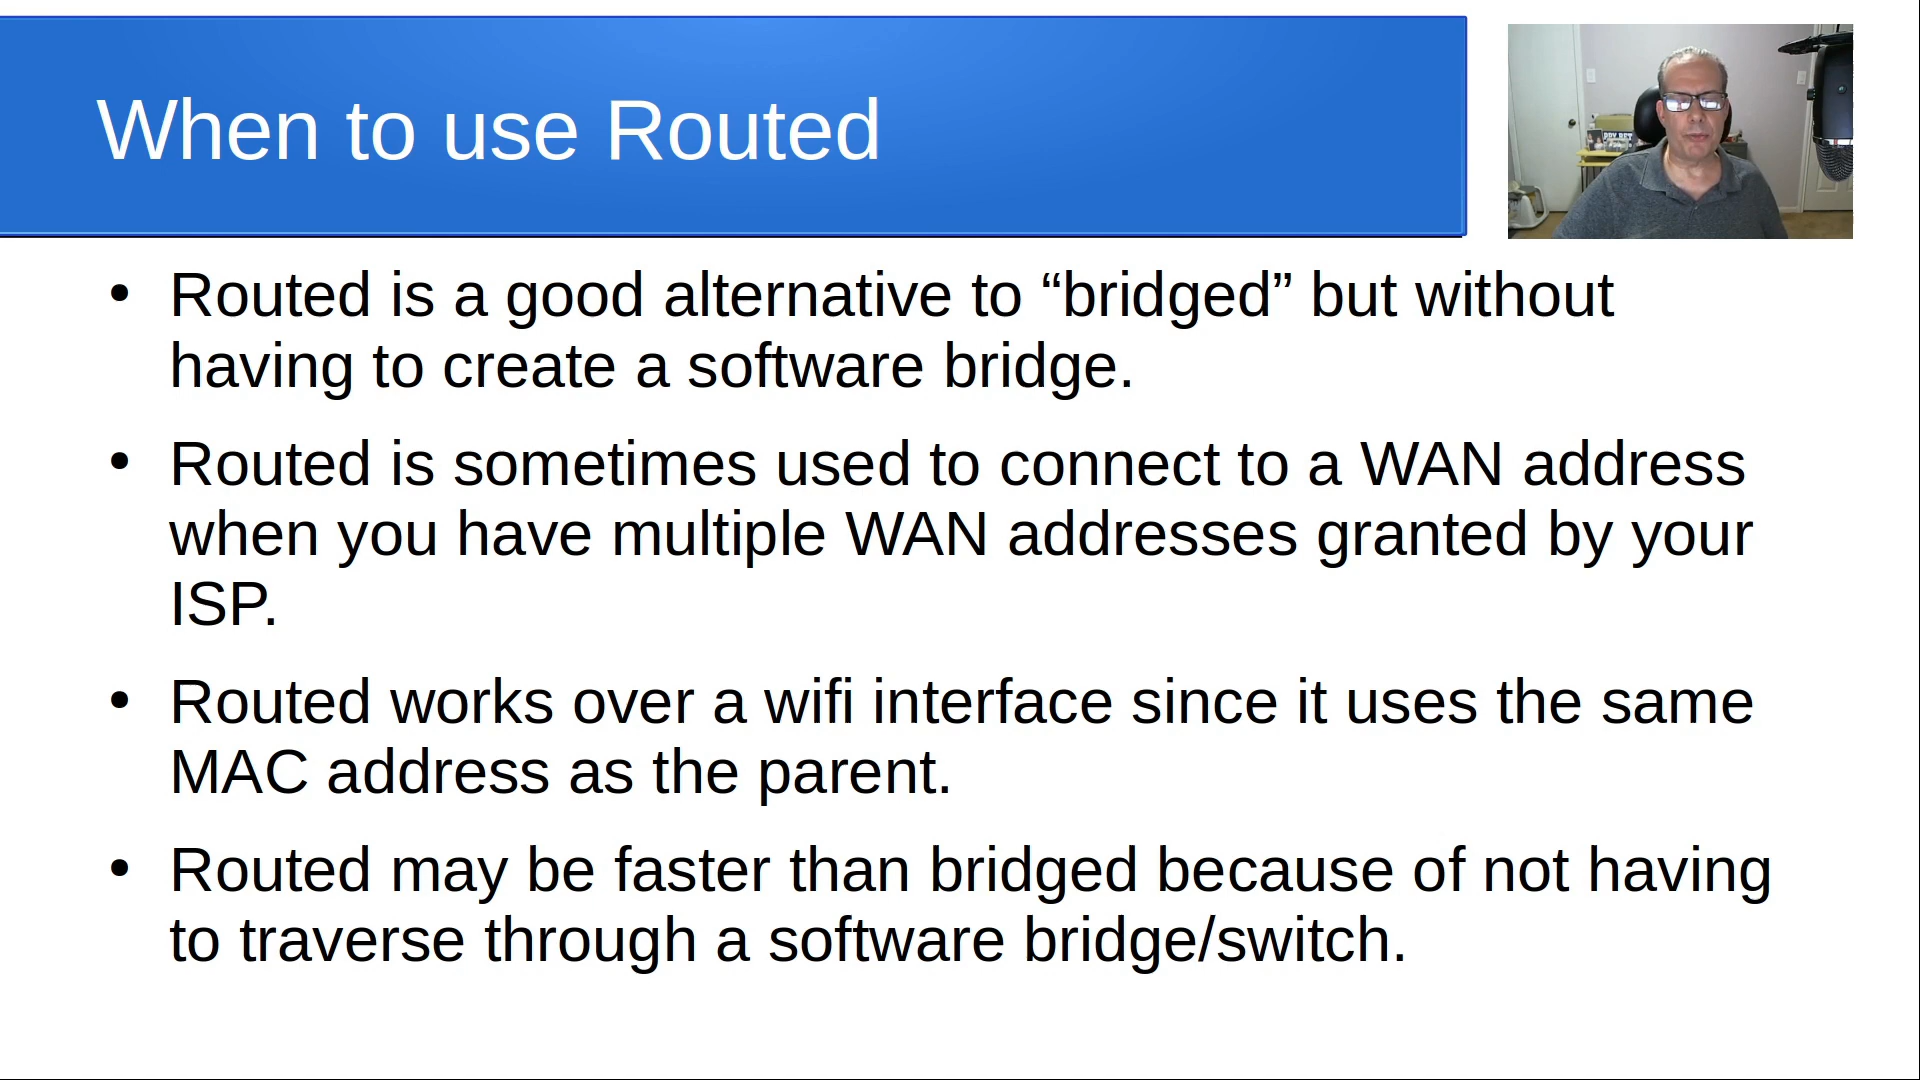 When to use Routed
• Routed is a good alternative to “bridged” but without
having to create a software bridge.
• Routed is sometimes used to connect to a WAN address
when you have multiple WAN addresses granted by your
ISP.
• Routed works over a wifi interface since it uses the same
MAC address as the parent.
• Routed may be faster than bridged because of not having
to traverse through a software bridge/switch.